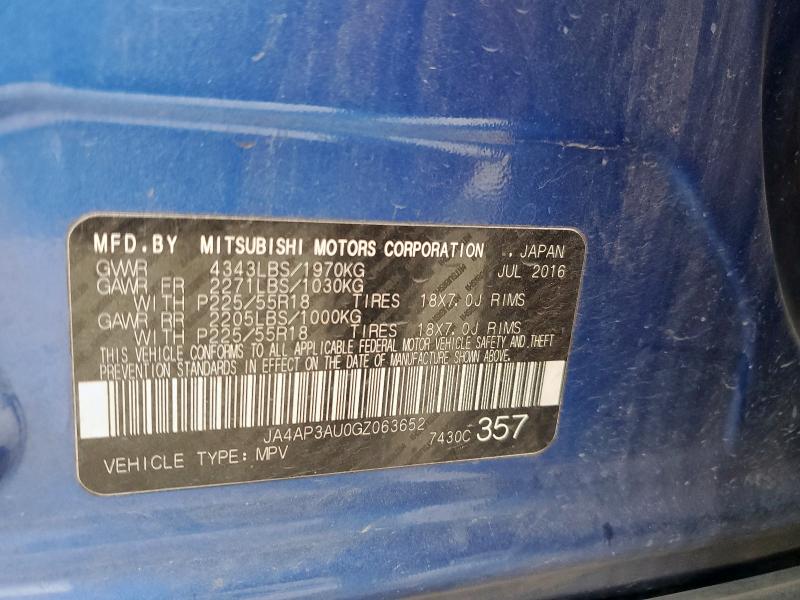 MFD.BY MITSUBISHI MOTORS CORPORATION , JAPAN
GVWR 4343LBS/1970KG JUL 2016
GAWR FR 2271LBS/1030KG
WITH P225/55R18 TIRES 18X7.0J RIMS
GAWR RR 2205LBS/1000KG
WITH P225/55R18 TIRES 18X7.0J RIMS
THIS VEHICLE CONFORMS TO ALL APPLICABLE FEDERAL MOTOR VEHICLE SAFETY AND THEFT
PREVENTION STANDARDS IN EFFECT ON THE DATE OF MANUFACTURE SHOWN ABOVE.
JA4AP3AU0GZ063652
7430C 357
VEHICLE TYPE: MPV